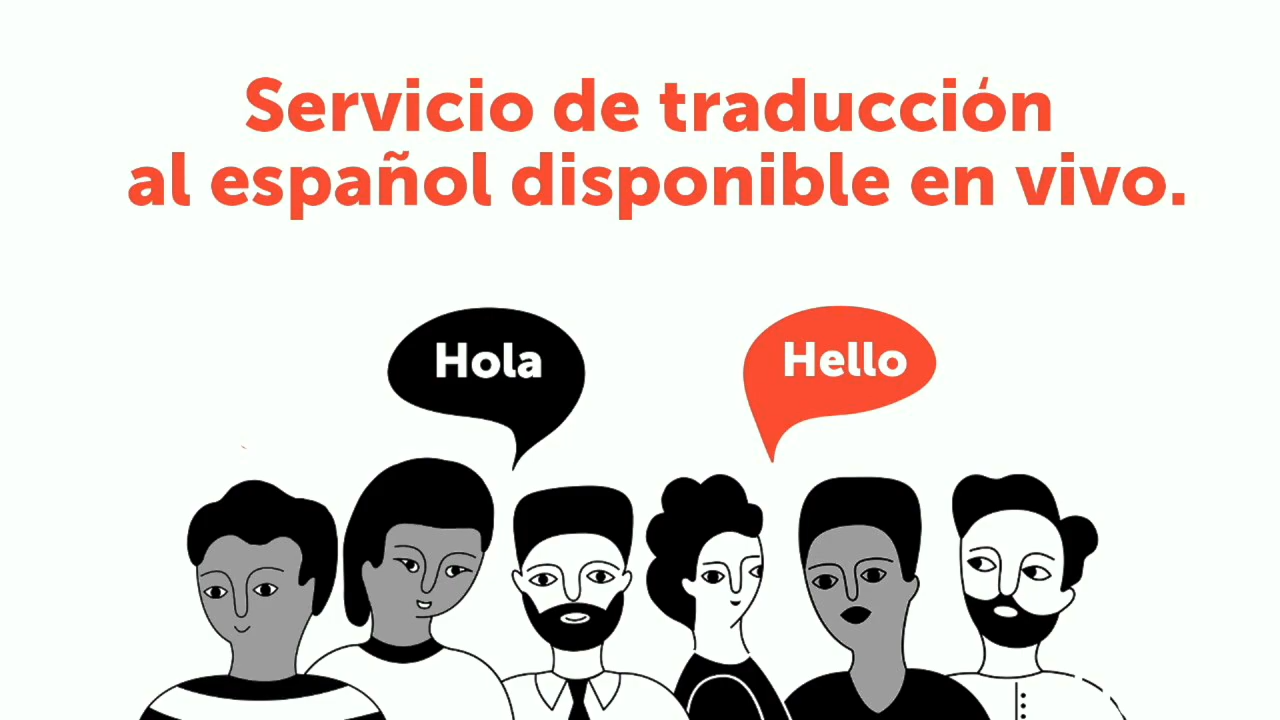 Servicio de traducción
al español disponible en vivo.
Hola
Hello